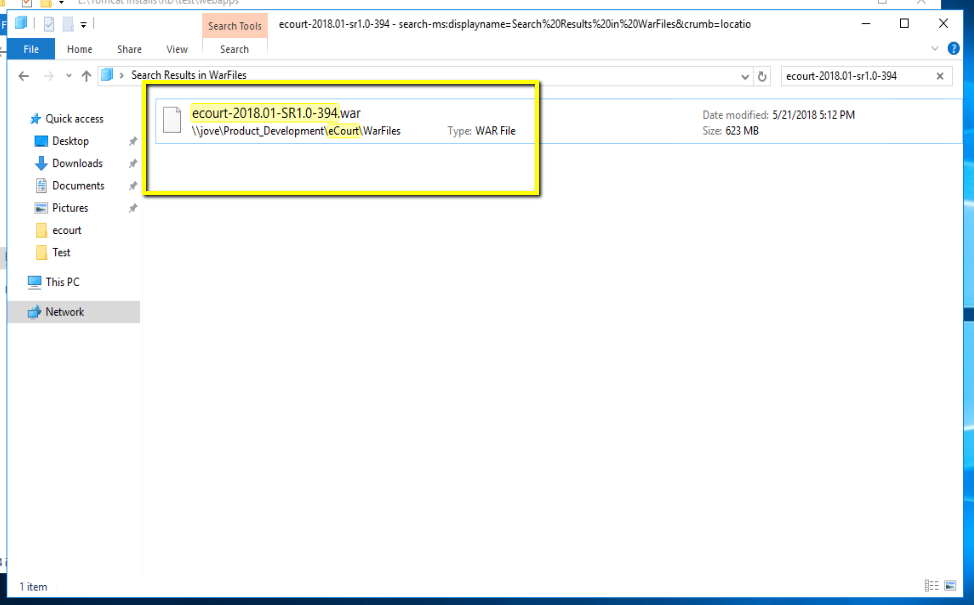 E:\Tomcat Installs\KB\test\webapps
Search Tools
ecourt-2018.01-sr1.0-394 - search-ms:displayname=Search%20Results%20in%20WarFiles&crumb=locatio
File Home Share View Search
Search Results in WarFiles
ecourt-2018.01-sr1.0-394
Quick access
Desktop
Downloads
Documents
Pictures
ecourt
Test
This PC
Network
ecourt-2018.01-SR1.0-394.war
\\jove\Product_Development\eCourt\WarFiles
Type: WAR File
Date modified: 5/21/2018 5:12 PM
Size: 623 MB
1 item